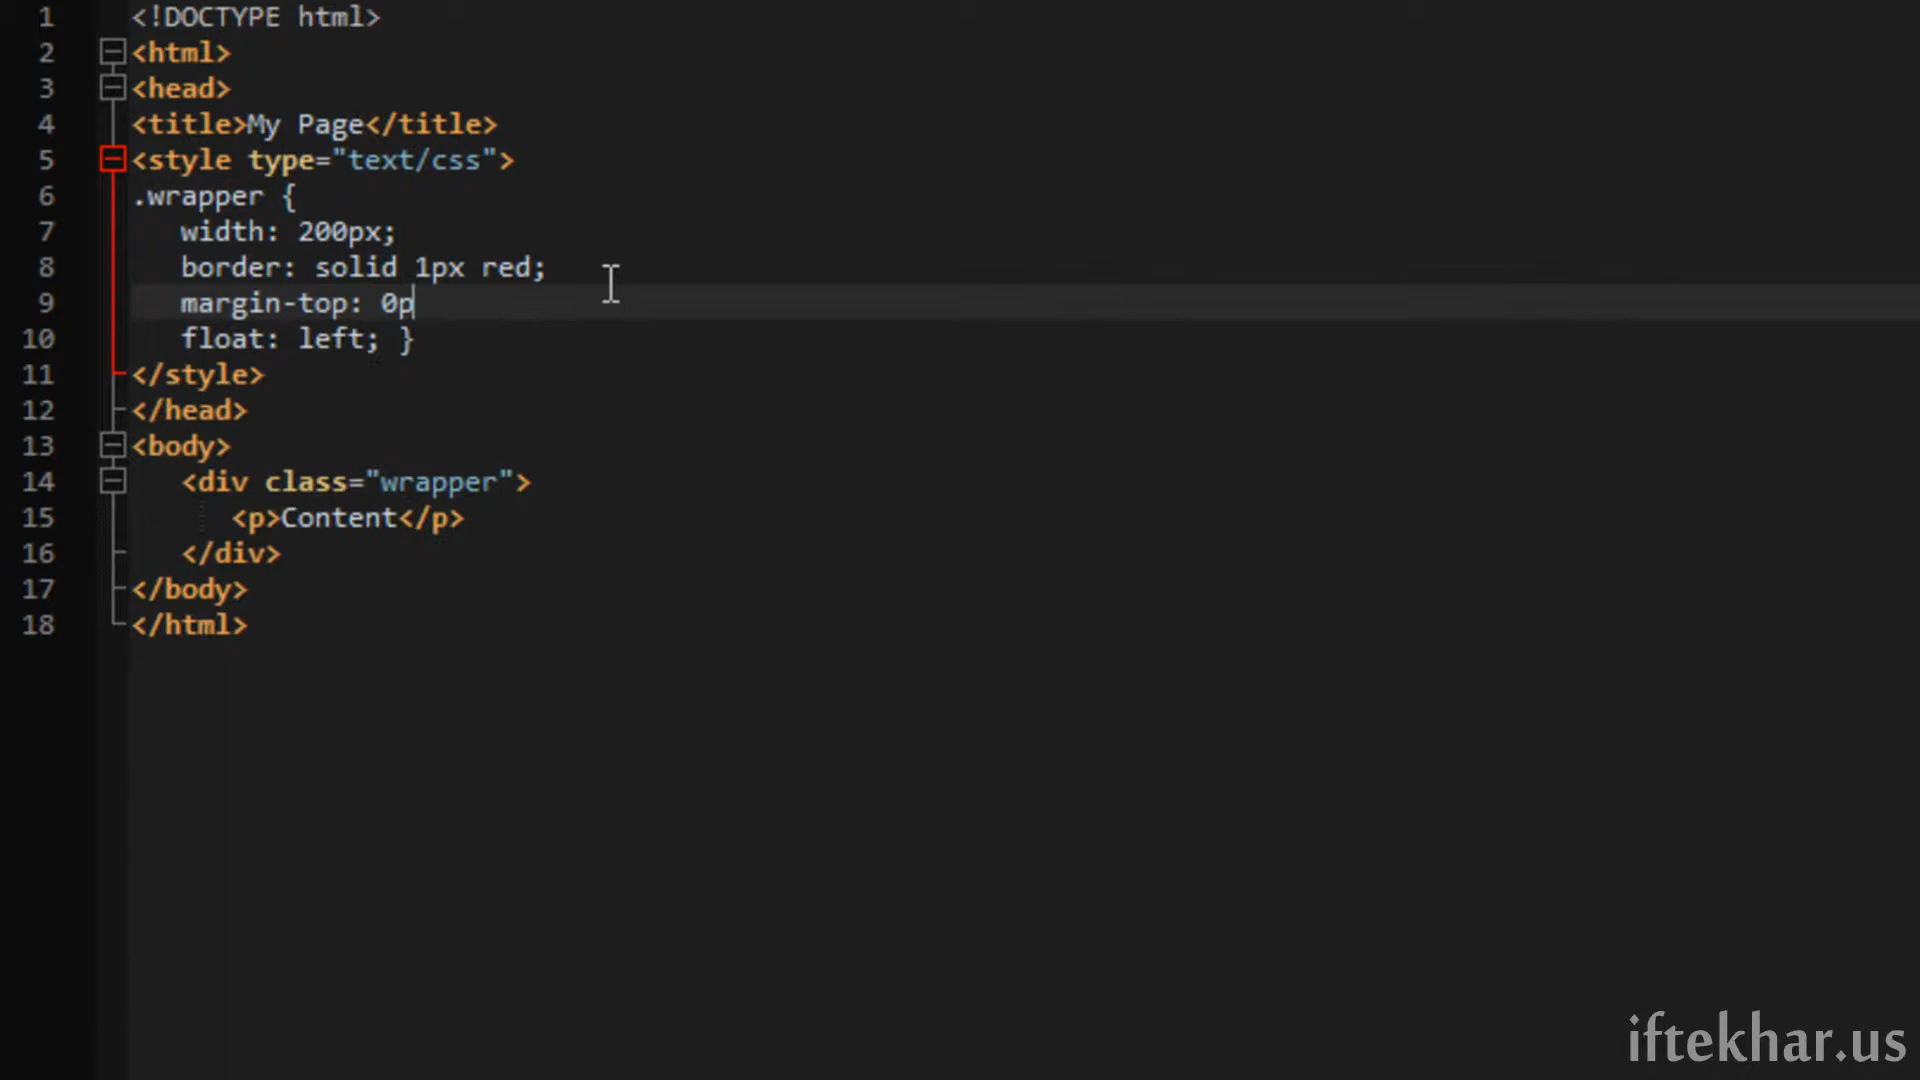 1 <!DOCTYPE html>
2 <html>
3 <head>
4 <title>My Page</title>
5 <style type="text/css">
6 .wrapper {
7 width: 200px;
8 border: solid 1px red;
9 margin-top: 0p
10 float: left; }
11 </style>
12 </head>
13 <body>
14 <div class="wrapper">
15 <p>Content</p>
16 </div>
17 </body>
18 </html>
iftekhar.us